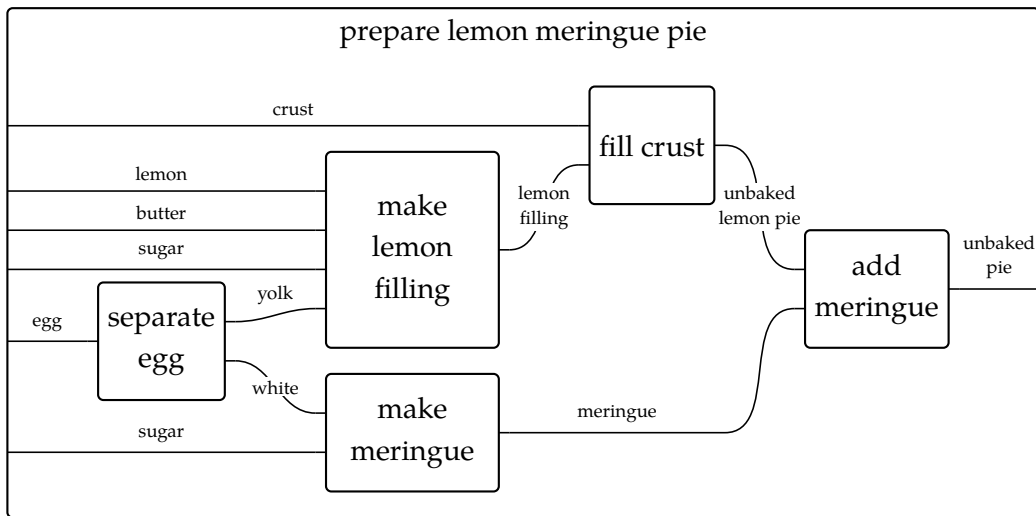 prepare lemon meringue pie
crust
fill crust
lemon
butter
sugar
make
lemon
filling
lemon
filling
unbaked
lemon pie
egg
separate
egg
yolk
white
sugar
make
meringue
meringue
add
meringue
unbaked
pie